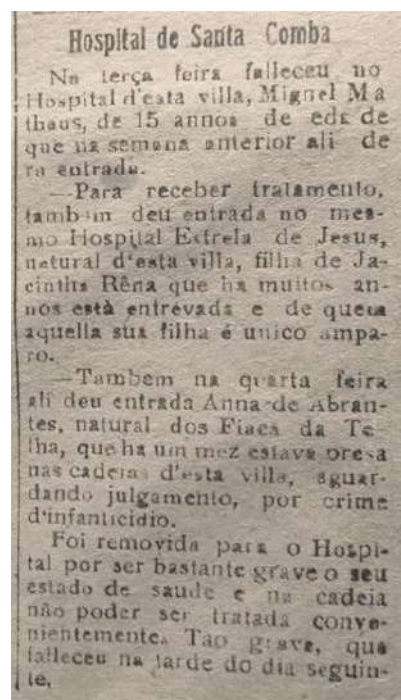 Hospital de Santa Comba
Na terça feira falleceu no
Hospital d'esta villa, Miguel Ma
theus, de 15 annos de eda de
que na semana anterior ali de
ra entrada.
—Para receber tratamento,
tambem deu entrada no mes-
mo Hospital Estrela de Jesus,
natural d'esta villa, filha de Ja-
cintha Rêna que ha muitos an-
nos està entrevada e de quem
aquella sua filha é unico ampa-
ro.
—Tambem na quarta feira
ali deu entrada Anna de Abran-
tes, natural dos Fiaes da Te-
lha, que ha um mez estava presa
nas cadeias d'esta villa, aguar-
dando julgamento, por crime
d'infanticidio.
Foi removida para o Hospi-
tal por ser bastante grave o seu
estado de saude e na cadeia
não poder ser tratada conve-
nientemente. Tao grave, que
falleceu na tarde do dia seguin-
te.